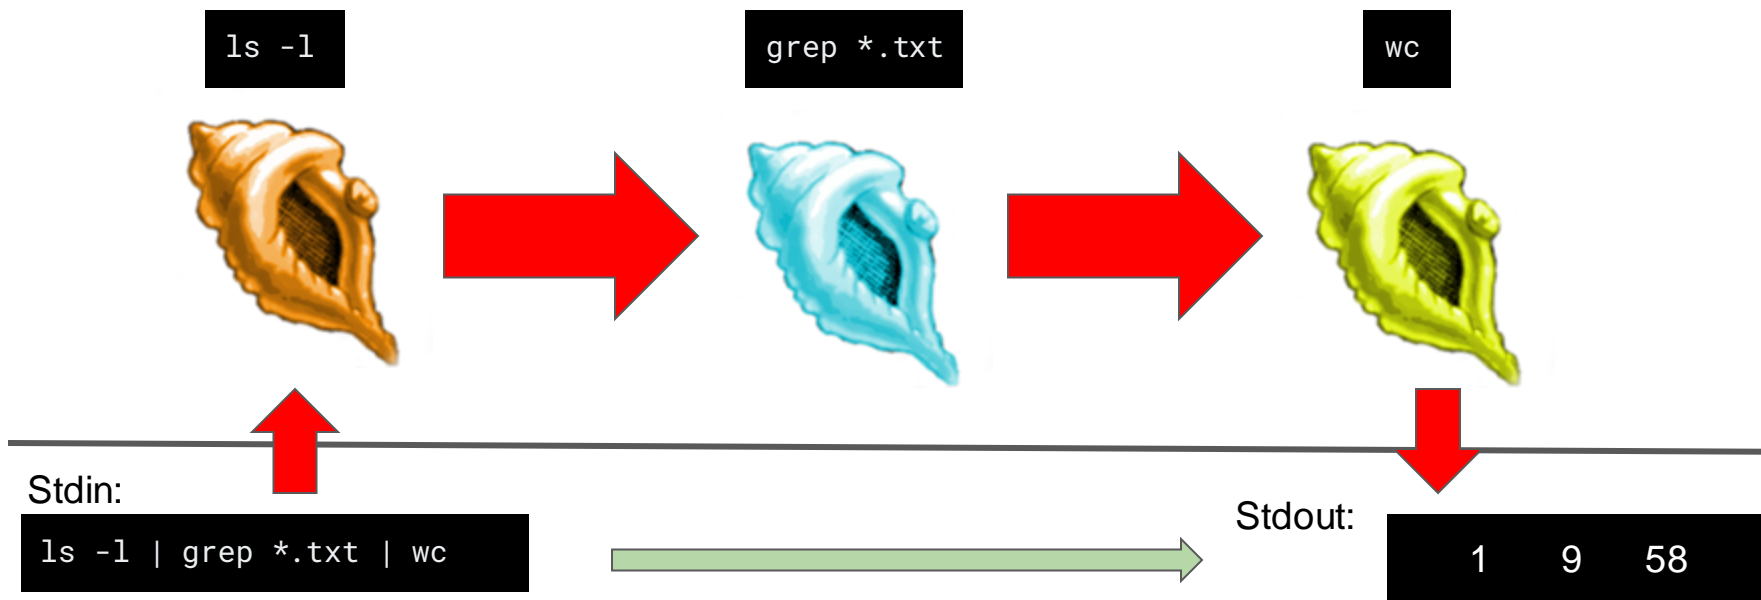 ls -l
grep *.txt
wc
Stdin:
ls -l | grep *.txt | wc
Stdout:
1 9 58